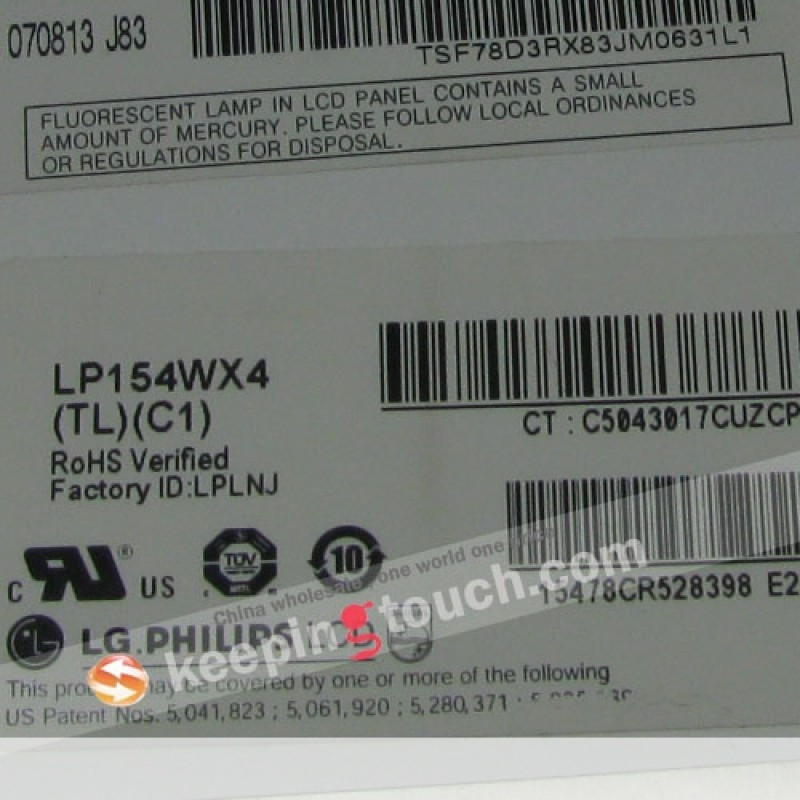 070813 J83
TSF78D3RX83JM0631L1
FLUORESCENT LAMP IN LCD PANEL CONTAINS A SMALL
AMOUNT OF MERCURY. PLEASE FOLLOW LOCAL ORDINANCES
OR REGULATIONS FOR DISPOSAL.
LP154WX4
(TL)(C1)
RoHS Verified
Factory ID:LPLNJ
CT : C5043017CUZCP
15478CR528398 E2
C US
TÜV
10
China wholesale, one world one price
keepingtouch.com
LG LG.PHILIPS LCD
This may be covered by one or more of the following
US Patent Nos. 5,041,823 ; 5,061,920 ; 5,280,371